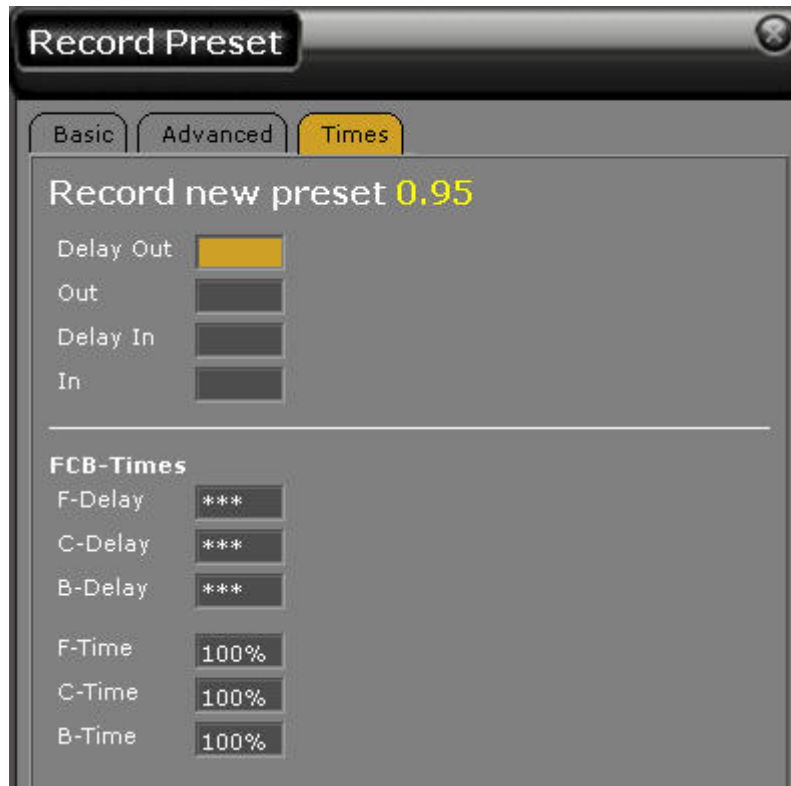 Record Preset
Basic Advanced Times
Record new preset 0.95
Delay Out
Out
Delay In
In
FCB-Times
F-Delay ***
C-Delay ***
B-Delay ***
F-Time 100%
C-Time 100%
B-Time 100%